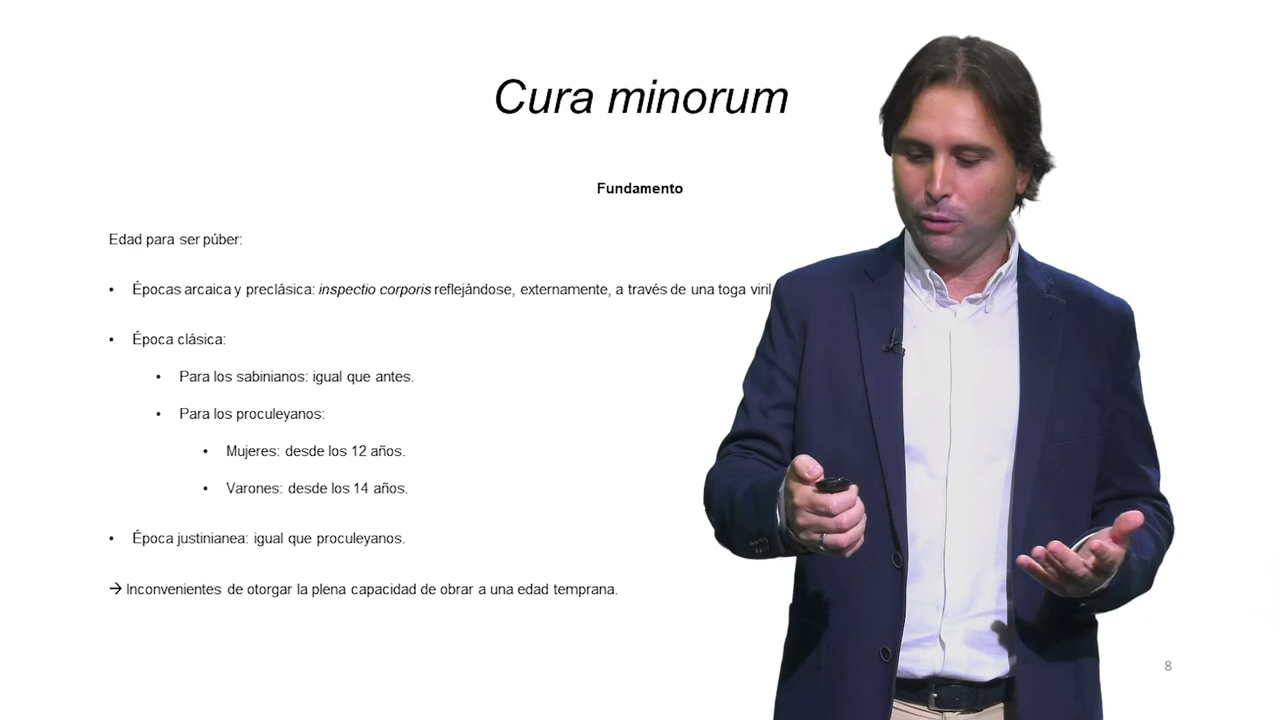 Cura minorum
Fundamento
Edad para ser púber:
• Épocas arcaica y preclásica: inspectio corporis reflejándose, externamente, a través de una toga viril
• Época clásica:
• Para los sabinianos: igual que antes.
• Para los proculeyanos:
• Mujeres: desde los 12 años.
• Varones: desde los 14 años.
• Época justinianea: igual que proculeyanos.
→ Inconvenientes de otorgar la plena capacidad de obrar a una edad temprana.
8